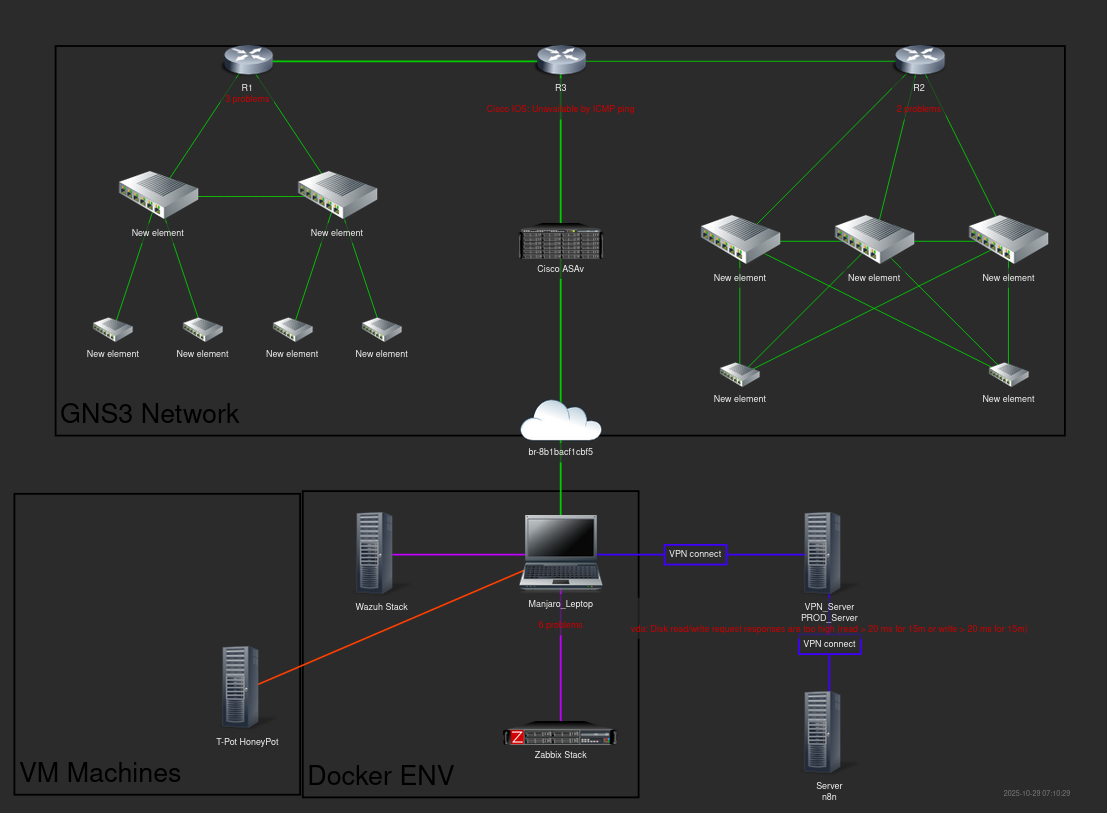 R1
R3
R2
3 problems
Cisco IOS: Unavailable by ICMP ping
2 problems
New element
New element
Cisco ASAv
New element
New element
New element
New element
New element
New element
New element
New element
New element
GNS3 Network
br-8b1bacf1cbf5
VPN connect
Wazuh Stack
Manjaro_Leptop
VPN_Server
PROD_Server
6 problems
vda: Disk read/write request responses are too high (read > 20 ms for 15m or write > 20 ms for 15m)
VPN connect
T-Pot HoneyPot
Z
Zabbix Stack
VM Machines
Docker ENV
Server
n8n
2025-10-29 07:10:29